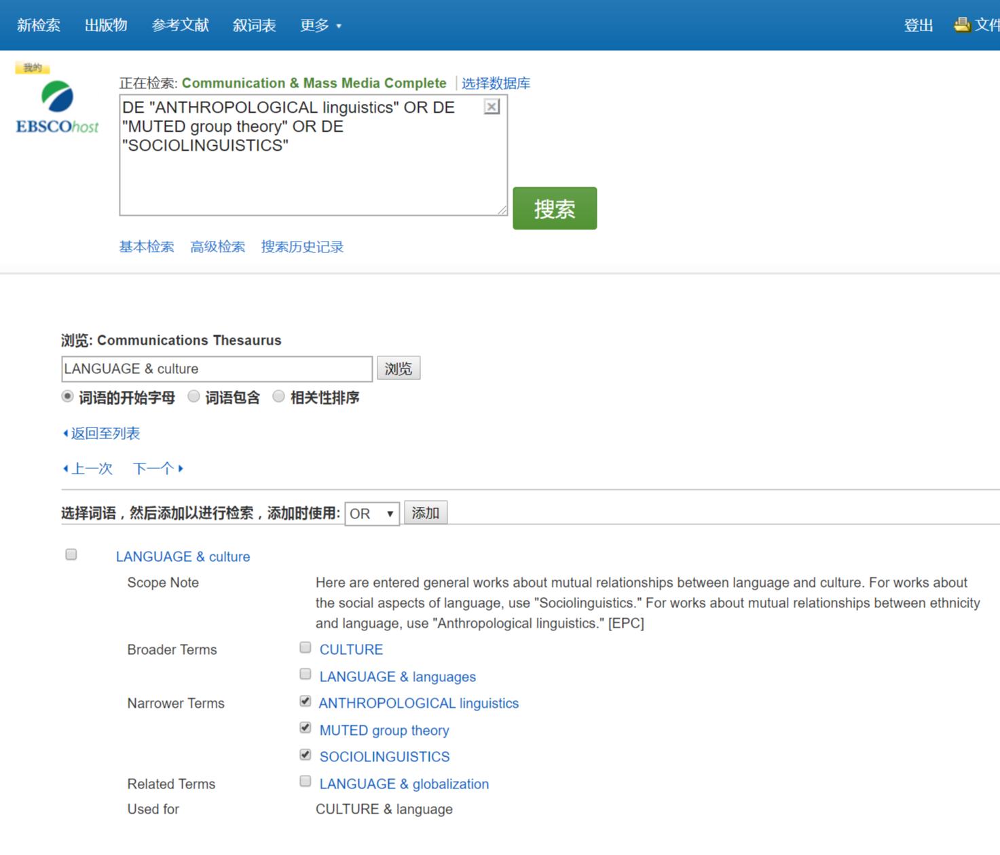 新检索 出版物 参考文献 叙词表 更多 登出 文件
我的
EBSCOhost
正在检索: Communication & Mass Media Complete 选择数据库
DE "ANTHROPOLOGICAL linguistics" OR DE
"MUTED group theory" OR DE
"SOCIOLINGUISTICS"
搜索
基本检索 高级检索 搜索历史记录
浏览: Communications Thesaurus
LANGUAGE & culture 浏览
词语的开始字母 词语包含 相关性排序
返回至列表
上一次 下一个
选择词语，然后添加以进行检索，添加时使用: OR 添加
LANGUAGE & culture
Scope Note Here are entered general works about mutual relationships between language and culture. For works about
the social aspects of language, use "Sociolinguistics." For works about mutual relationships between ethnicity
and language, use "Anthropological linguistics." [EPC]
Broader Terms CULTURE
LANGUAGE & languages
Narrower Terms ANTHROPOLOGICAL linguistics
MUTED group theory
SOCIOLINGUISTICS
Related Terms LANGUAGE & globalization
Used for CULTURE & language